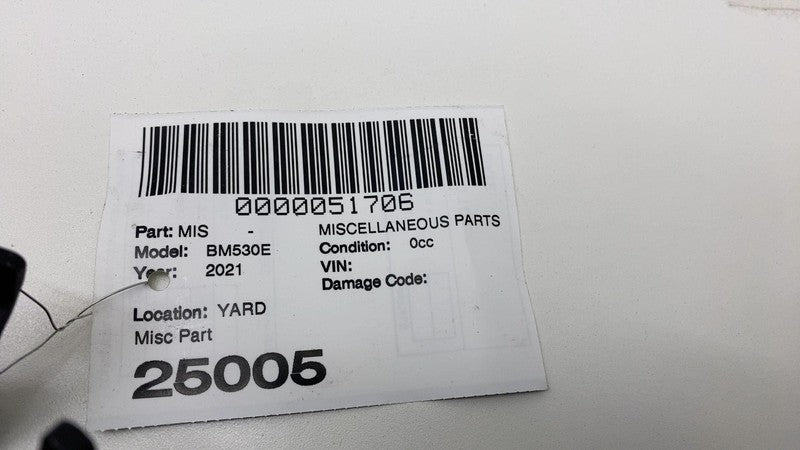 0000051706
Part: MIS - MISCELLANEOUS PARTS
Model: BM530E Condition: 0cc
Year: 2021 VIN:
Damage Code:
Location: YARD
Misc Part
25005